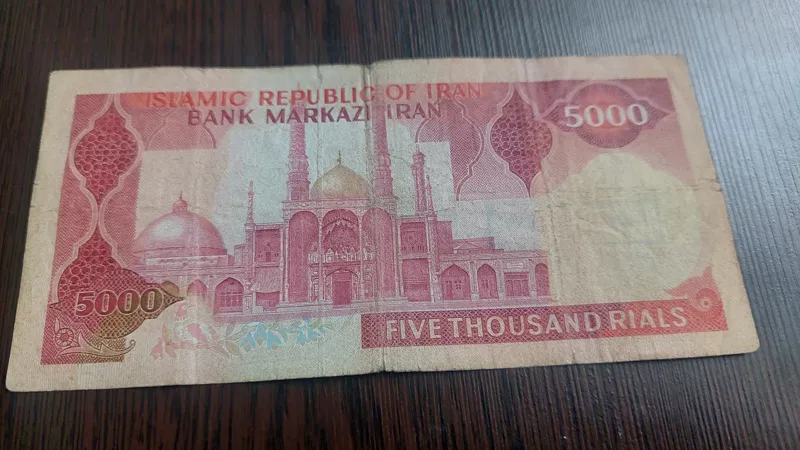 ISLAMIC REPUBLIC OF IRAN
BANK MARKAZI IRAN
5000
5000
FIVE THOUSAND RIALS